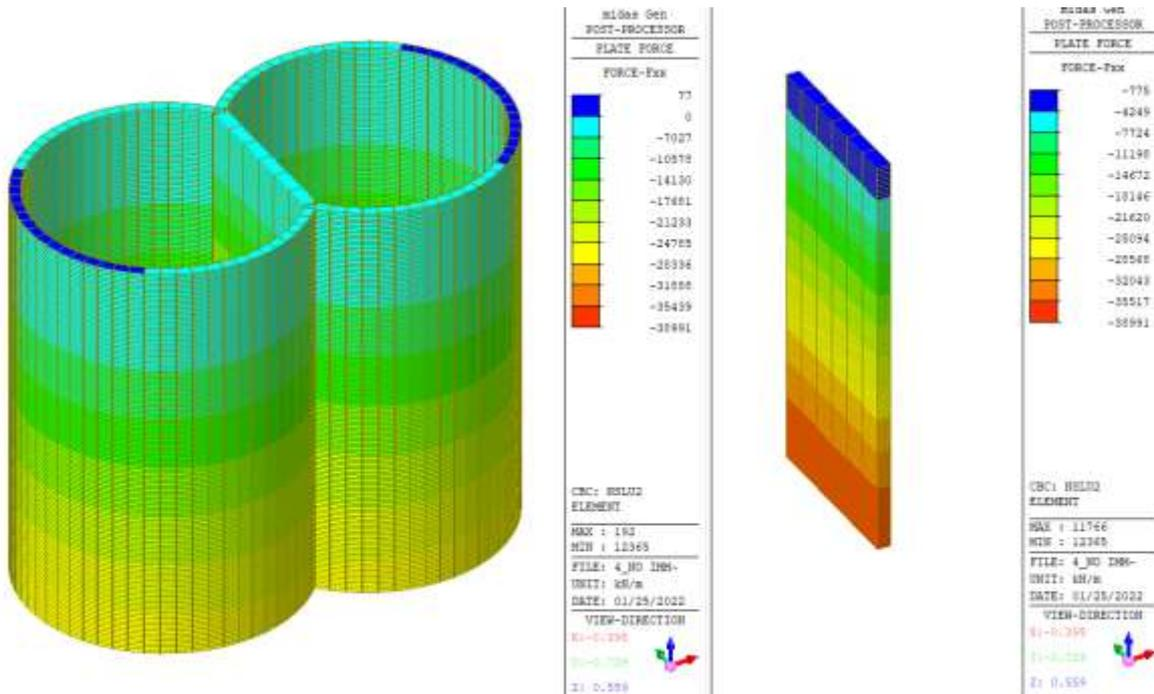 midas Gen
POST-PROCESSOR
PLATE FORCE
FORCE-Fxx
77
0
-7027
-10578
-14130
-17681
-21233
-24785
-28336
-31888
-35439
-38991
CBC: HSLU2
ELEMENT
MAX : 192
MIN : 12365
FILE: 4_NO IMM~
UNIT: kN/m
DATE: 01/25/2022
VIEW-DIRECTION
Z: 0.559
midas Gen
POST-PROCESSOR
PLATE FORCE
FORCE-Fxx
-775
-4249
-7724
-11198
-14672
-18146
-21620
-25094
-28568
-32043
-35517
-38991
CBC: HSLU2
ELEMENT
MAX : 11766
MIN : 12365
FILE: 4_NO IMM~
UNIT: kN/m
DATE: 01/25/2022
VIEW-DIRECTION
Z: 0.559